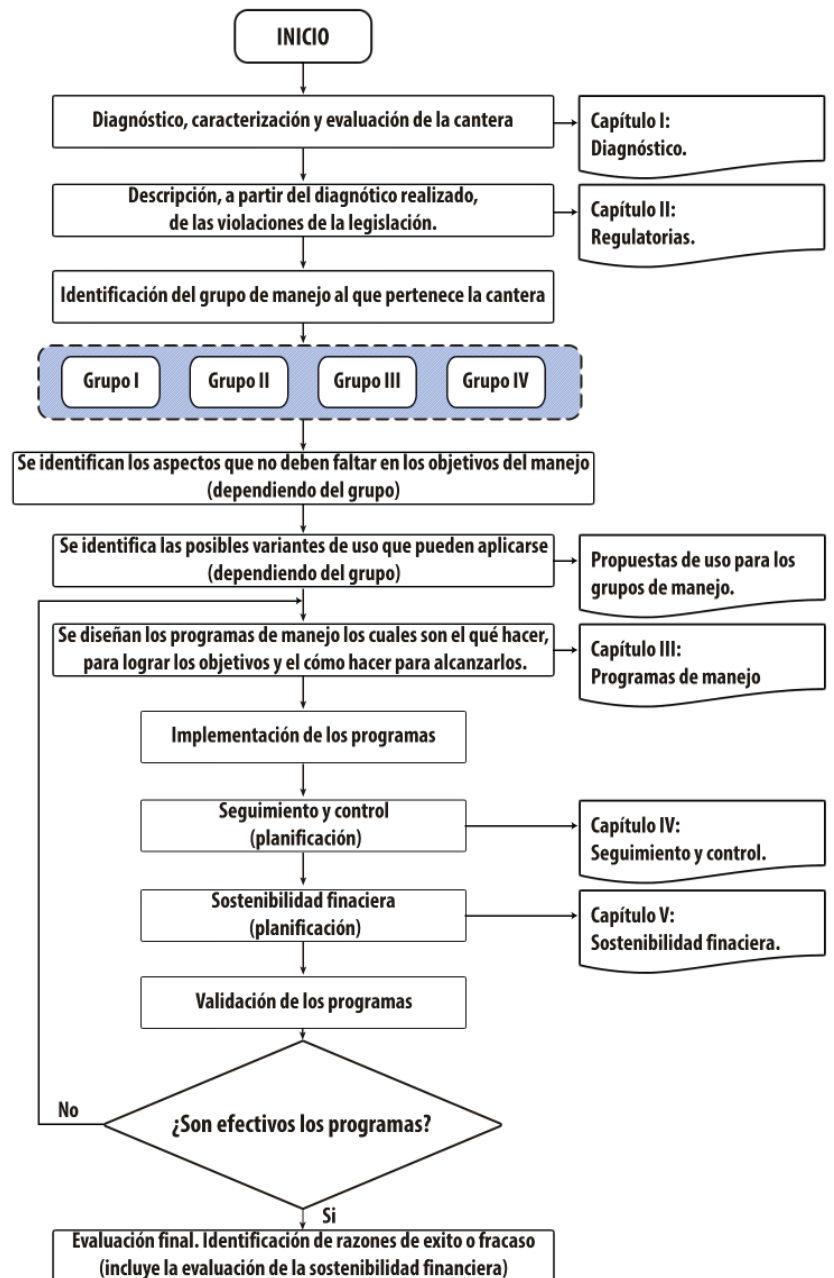 INICIO
Diagnóstico, caracterización y evaluación de la cantera
Capítulo I:
Diagnóstico.
Descripción, a partir del diagnótico realizado,
de las violaciones de la legislación.
Capítulo II:
Regulatorias.
Identificación del grupo de manejo al que pertenece la cantera
Grupo I
Grupo II
Grupo III
Grupo IV
Se identifican los aspectos que no deben faltar en los objetivos del manejo
(dependiendo del grupo)
Se identifica las posibles variantes de uso que pueden aplicarse
(dependiendo del grupo)
Propuestas de uso para los
grupos de manejo.
Se diseñan los programas de manejo los cuales son el qué hacer,
para lograr los objetivos y el cómo hacer para alcanzarlos.
Capítulo III:
Programas de manejo
Implementación de los programas
Seguimiento y control
(planificación)
Capítulo IV:
Seguimiento y control.
Sostenibilidad finaciera
(planificación)
Capítulo V:
Sostenibilidad finaciera.
Validación de los programas
No
¿Son efectivos los programas?
Si
Evaluación final. Identificación de razones de exito o fracaso
(incluye la evaluación de la sostenibilidad financiera)